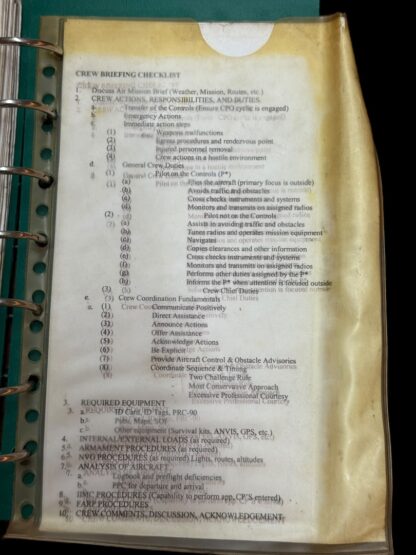 CREW BRIEFING CHECKLIST
1. Discuss Air Mission Brief (Weather, Mission, Routes, etc.)
2. CREW ACTIONS, RESPONSIBILITIES, AND DUTIES
a. Transfer of the Controls (Ensure CPO cyclic is engaged)
b. Emergency Actions
c. Immediate action steps
(1) Weapons malfunctions
(2) Egress procedures and rendezvous point
(3) Injured personnel removal
(4) Crew actions in a hostile environment
d. General Crew Duties
(1) Pilot on the Controls (P*)
(a) Flies the aircraft (primary focus is outside)
(b) Avoids traffic and obstacles
(c) Cross checks instruments and systems
(d) Monitors and transmits on assigned radios
(2) Pilot not on the Controls
(a) Assists in avoiding traffic and obstacles
(b) Tunes radios and operates mission equipment
(c) Navigates
(d) Copies clearances and other information
(e) Cross checks instruments and systems
(f) Monitors and transmits on assigned radios
(g) Performs other duties assigned by the P*
(h) Informs the P* when attention is focused outside
(3) Crew Chief Duties
e. Crew Coordination Fundamentals
(1) Communicate Positively
(2) Direct Assistance
(3) Announce Actions
(4) Offer Assistance
(5) Acknowledge Actions
(6) Be Explicit
(7) Provide Aircraft Control & Obstacle Advisories
(8) Coordinate Sequence & Timing
Two Challenge Rule
Most Conservative Approach
Excessive Professional Courtesy
3. REQUIRED EQUIPMENT
a. ID Card, ID Tags, PRC-90
b. Pubs, Maps, SOI
c. Other equipment (Survival kits, ANVIS, GPS, etc.)
4. INTERNAL/EXTERNAL LOADS (as required)
5. ARMAMENT PROCEDURES (as required)
6. NVG PROCEDURES (as required) Lights, routes, altitudes
7. ANALYSIS OF AIRCRAFT
a. Logbook and preflight deficiencies
b. PPC for departure and arrival
8. IIMC PROCEDURES (Capability to perform app, CP'S entered)
9. FARP PROCEDURES
10. CREW COMMENTS, DISCUSSION, ACKNOWLEDGEMENT